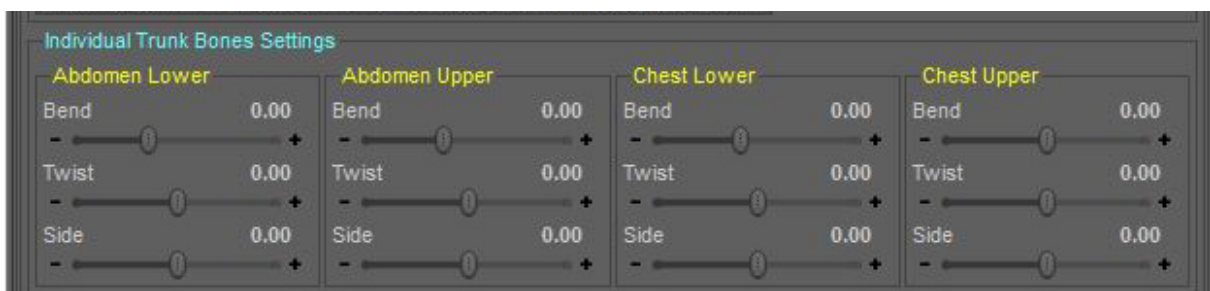 Individual Trunk Bones Settings
Abdomen Lower
Bend 0.00
- +
Twist 0.00
- +
Side 0.00
- +
Abdomen Upper
Bend 0.00
- +
Twist 0.00
- +
Side 0.00
- +
Chest Lower
Bend 0.00
- +
Twist 0.00
- +
Side 0.00
- +
Chest Upper
Bend 0.00
- +
Twist 0.00
- +
Side 0.00
- +